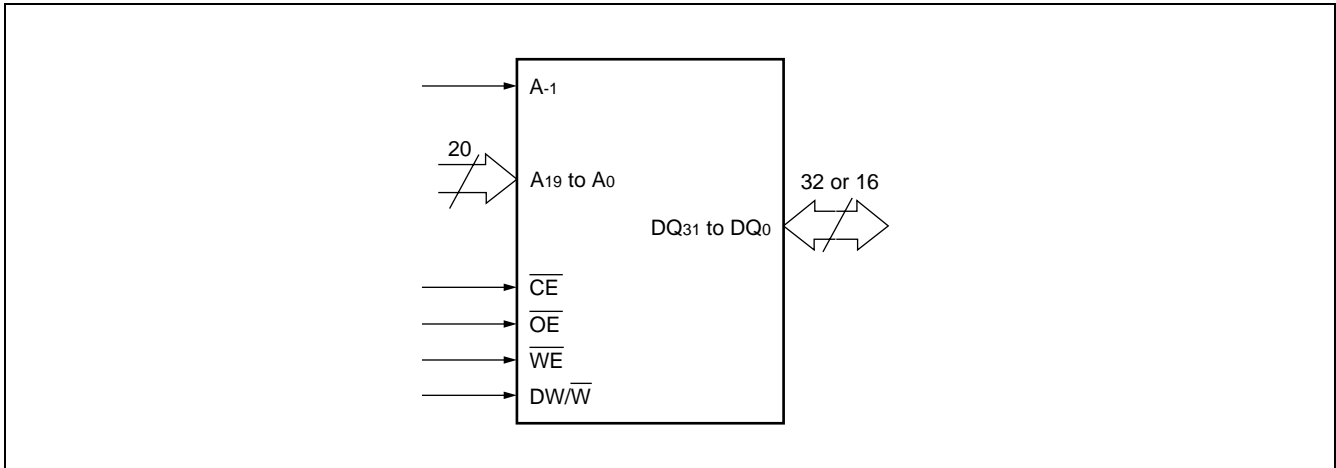 A-1
20
A19 to A0
32 or 16
DQ31 to DQ0
CE
OE
WE
DW/W